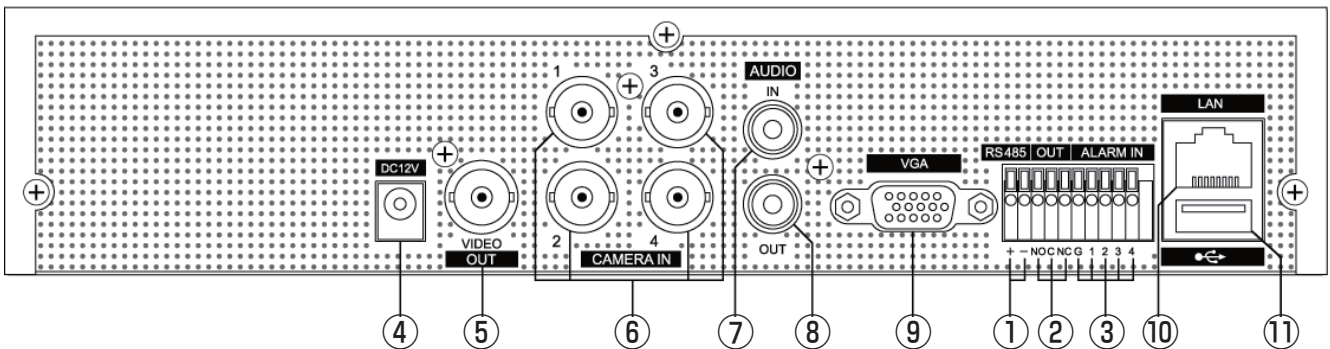 1 3 AUDIO
IN LAN
RS485 OUT ALARM IN
DC12V VGA
VIDEO
OUT
2 4 CAMERA IN OUT
+ − NO C NC G 1 2 3 4
④ ⑤ ⑥ ⑦ ⑧ ⑨ ① ② ③ ⑩ ⑪